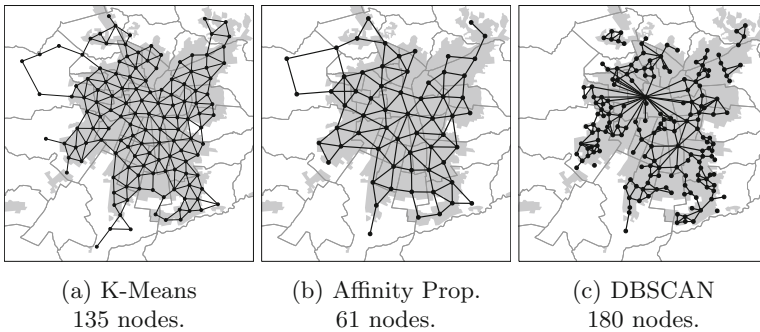 (a) K-Means
135 nodes.
(b) Affinity Prop.
61 nodes.
(c) DBSCAN
180 nodes.